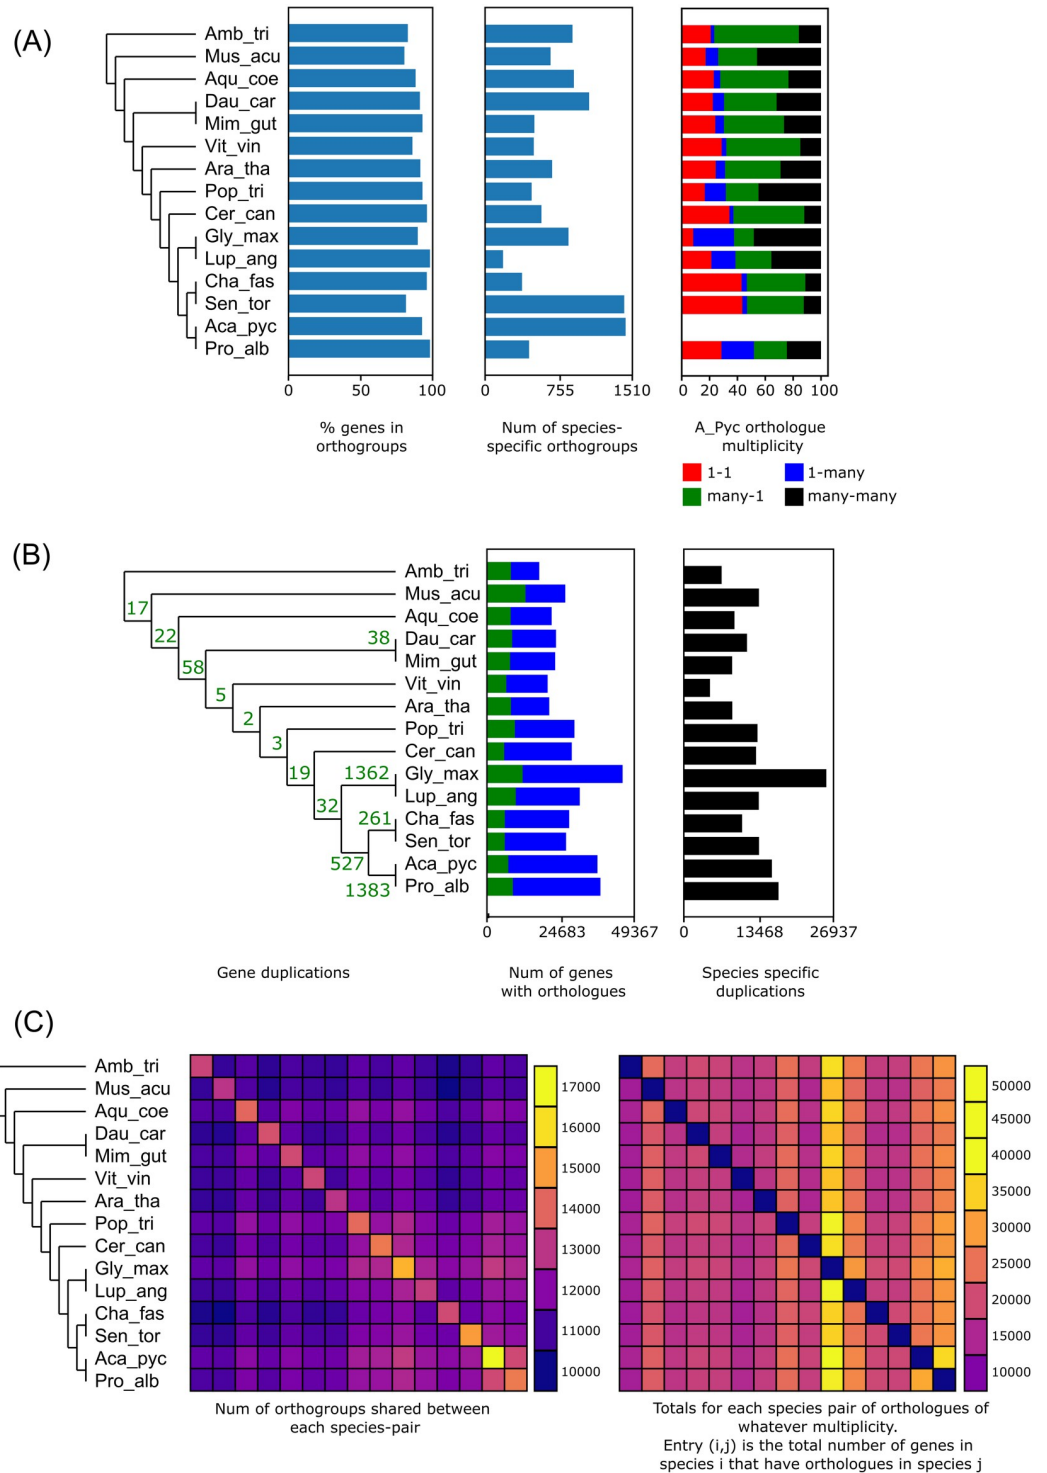 (A)
Amb_tri
Mus_acu
Aqu_coe
Dau_car
Mim_gut
Vit_vin
Ara_tha
Pop_tri
Cer_can
Gly_max
Lup_ang
Cha_fas
Sen_tor
Aca_pyc
Pro_alb
0 50 100
0 755 1510
0 20 40 60 80 100
% genes in
orthogroups
Num of species-
specific orthogroups
A_Pyc orthologue
multiplicity
1-1 1-many
many-1 many-many
(B)
Amb_tri
Mus_acu
Aqu_coe
Dau_car
Mim_gut
Vit_vin
Ara_tha
Pop_tri
Cer_can
Gly_max
Lup_ang
Cha_fas
Sen_tor
Aca_pyc
Pro_alb
17
22
38
58
5
2
3
19
1362
32
261
527
1383
0 24683 49367
0 13468 26937
Gene duplications
Num of genes
with orthologues
Species specific
duplications
(C)
Amb_tri
Mus_acu
Aqu_coe
Dau_car
Mim_gut
Vit_vin
Ara_tha
Pop_tri
Cer_can
Gly_max
Lup_ang
Cha_fas
Sen_tor
Aca_pyc
Pro_alb
17000
16000
15000
14000
13000
12000
11000
10000
50000
45000
40000
35000
30000
25000
20000
15000
10000
Num of orthogroups shared between
each species-pair
Totals for each species pair of orthologues of
whatever multiplicity.
Entry (i,j) is the total number of genes in
species i that have orthologues in species j